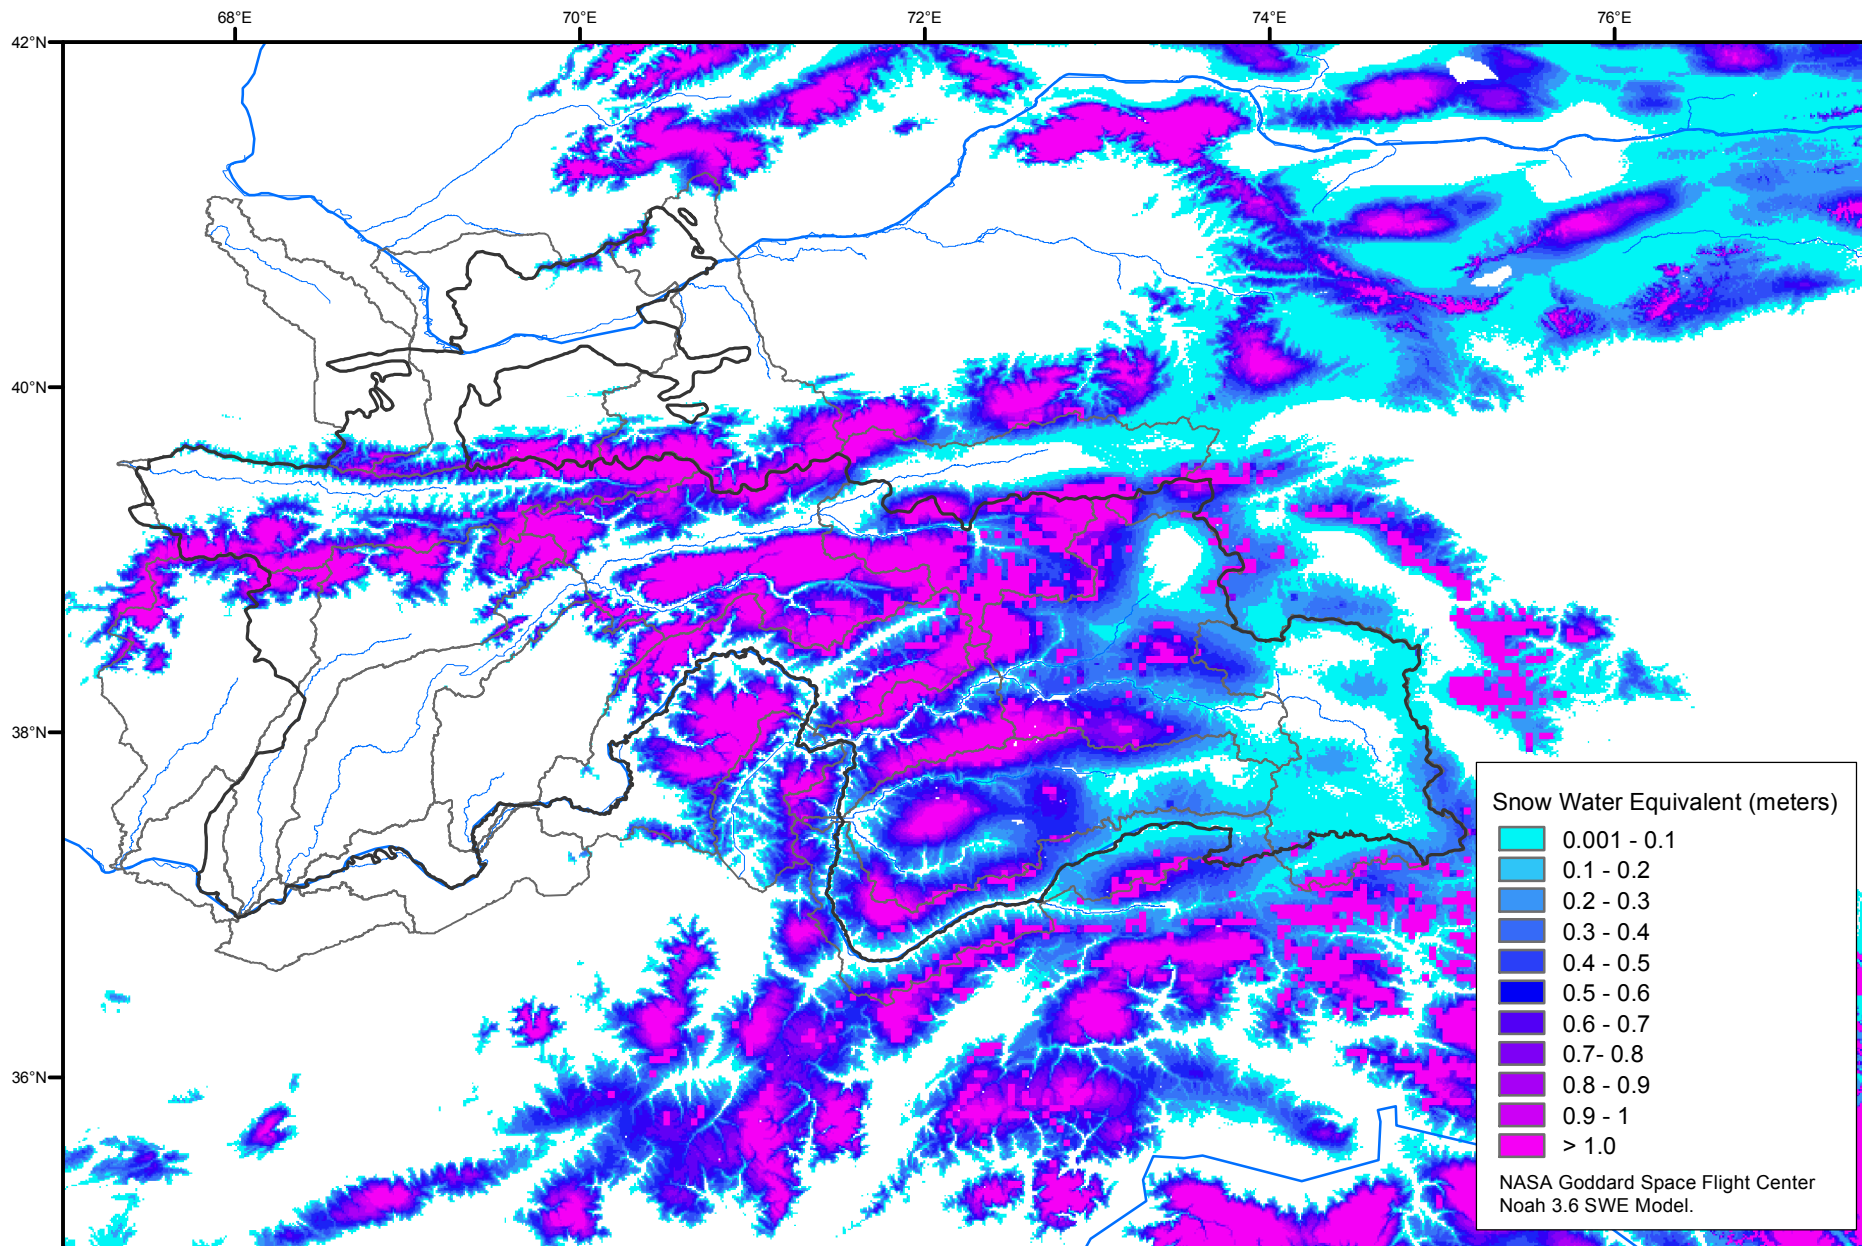 68°E 70°E 72°E 74°E 76°E
42°N
40°N
38°N
36°N
Snow Water Equivalent (meters)
0.001 - 0.1
0.1 - 0.2
0.2 - 0.3
0.3 - 0.4
0.4 - 0.5
0.5 - 0.6
0.6 - 0.7
0.7- 0.8
0.8 - 0.9
0.9 - 1
> 1.0
NASA Goddard Space Flight Center
Noah 3.6 SWE Model.